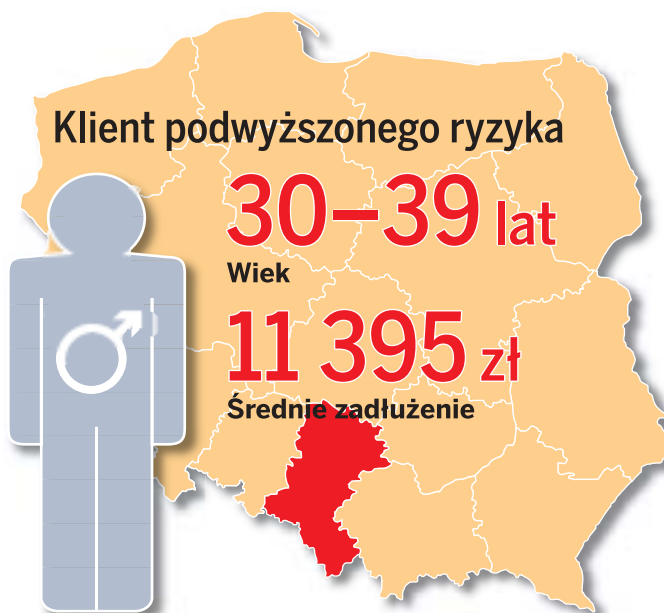 Klient podwyższonego ryzyka
30–39 lat
Wiek
11 395 zł
Średnie zadłużenie